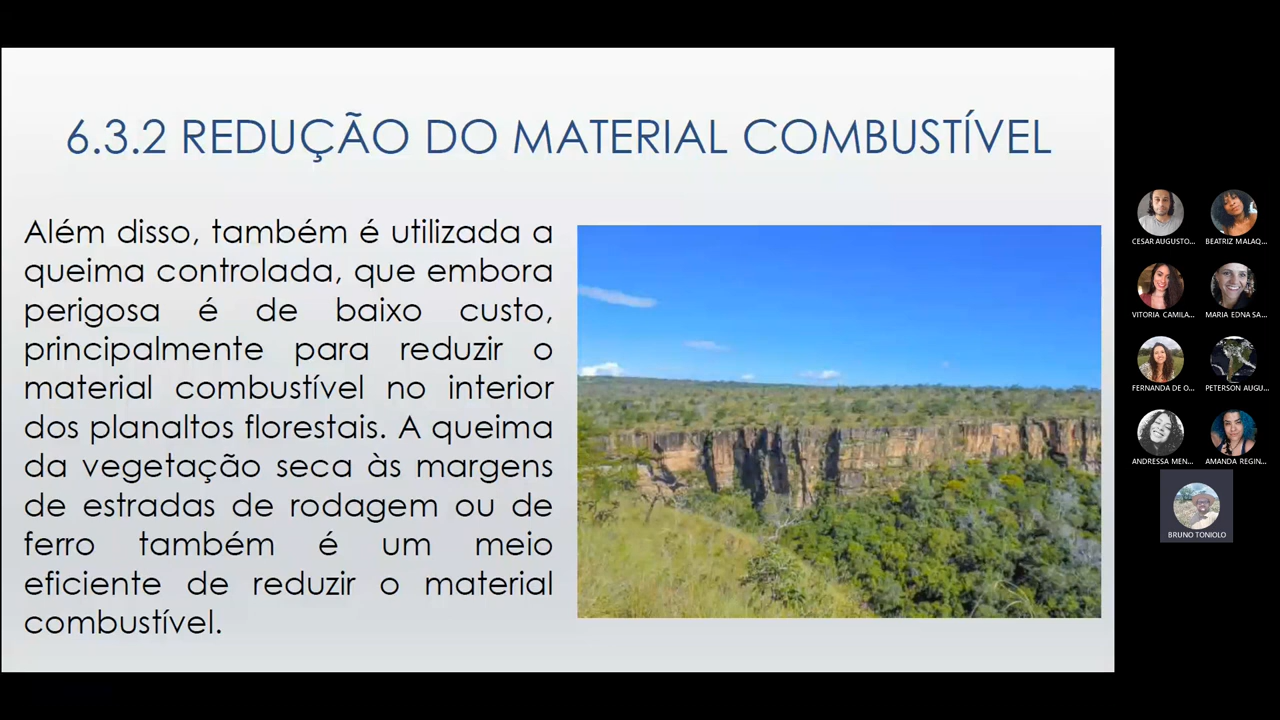 6.3.2 REDUÇÃO DO MATERIAL COMBUSTÍVEL
Além disso, também é utilizada a
queima controlada, que embora
perigosa é de baixo custo,
principalmente para reduzir o
material combustível no interior
dos planaltos florestais. A queima
da vegetação seca às margens
de estradas de rodagem ou de
ferro também é um meio
eficiente de reduzir o material
combustível.
CESAR AUGUSTO...
BEATRIZ MALAQ...
VITORIA CAMILA...
MARIA EDNA SA...
FERNANDA DE O...
PETERSON AUGU...
ANDRESSA MEN...
AMANDA REGIN...
BRUNO TONIOLO